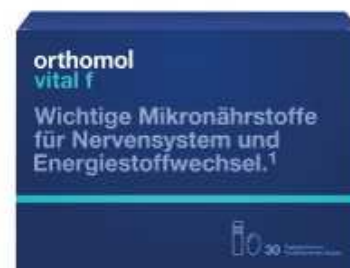 orthomol
vital f
Wichtige Mikronährstoffe
für Nervensystem und
Energiestoffwechsel.¹
30